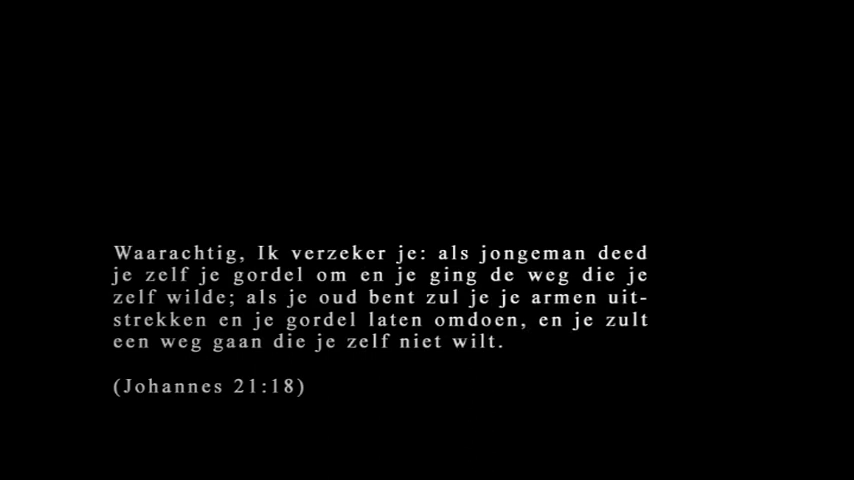 Waarachtig, Ik verzeker je: als jongeman deed
je zelf je gordel om en je ging de weg die je
zelf wilde; als je oud bent zul je je armen uit-
strekken en je gordel laten omdoen, en je zult
een weg gaan die je zelf niet wilt.
(Johannes 21:18)